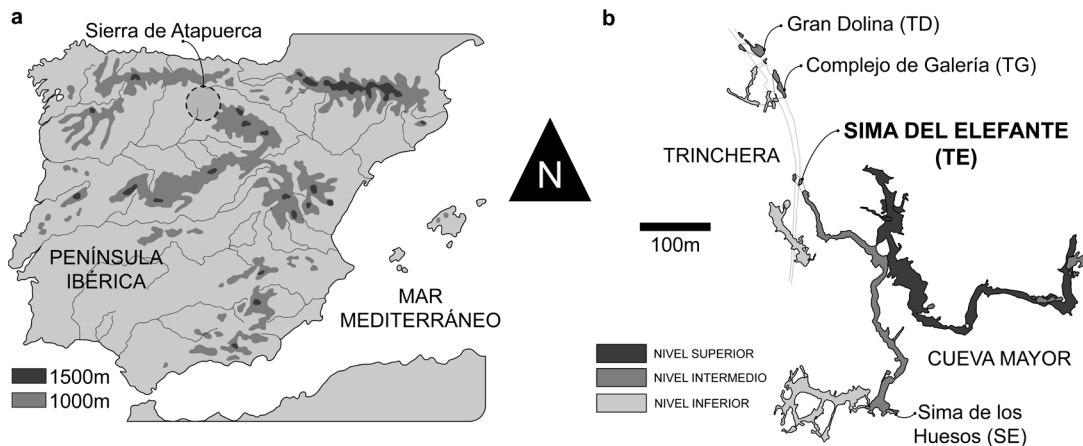 a
Sierra de Atapuerca
PENÍNSULA
IBÉRICA
MAR
MEDITERRÁNEO
1500m
1000m
N
b
Gran Dolina (TD)
Complejo de Galería (TG)
SIMA DEL ELEFANTE
(TE)
TRINCHERA
100m
NIVEL SUPERIOR
NIVEL INTERMEDIO
NIVEL INFERIOR
CUEVA MAYOR
Sima de los
Huesos (SE)